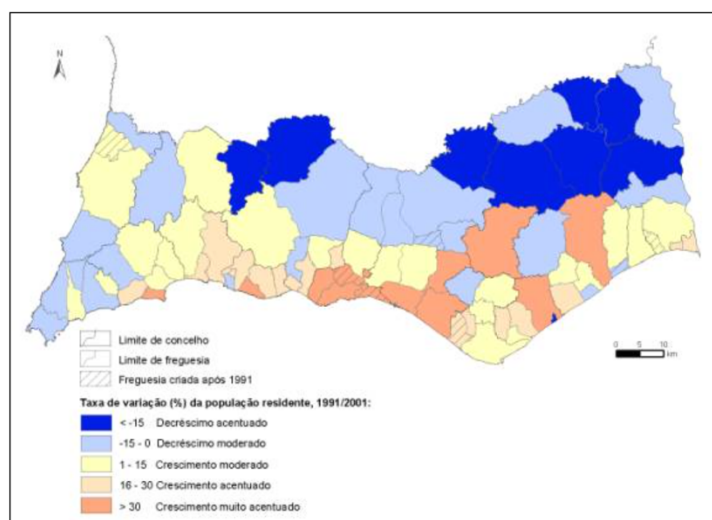 N
Limite de concelho
Limite de freguesia
Freguesia criada após 1991
0 5 10
km
Taxa de variação (%) da população residente, 1991/2001:
< -15 Decréscimo acentuado
-15 - 0 Decréscimo moderado
1 - 15 Crescimento moderado
16 - 30 Crescimento acentuado
> 30 Crescimento muito acentuado